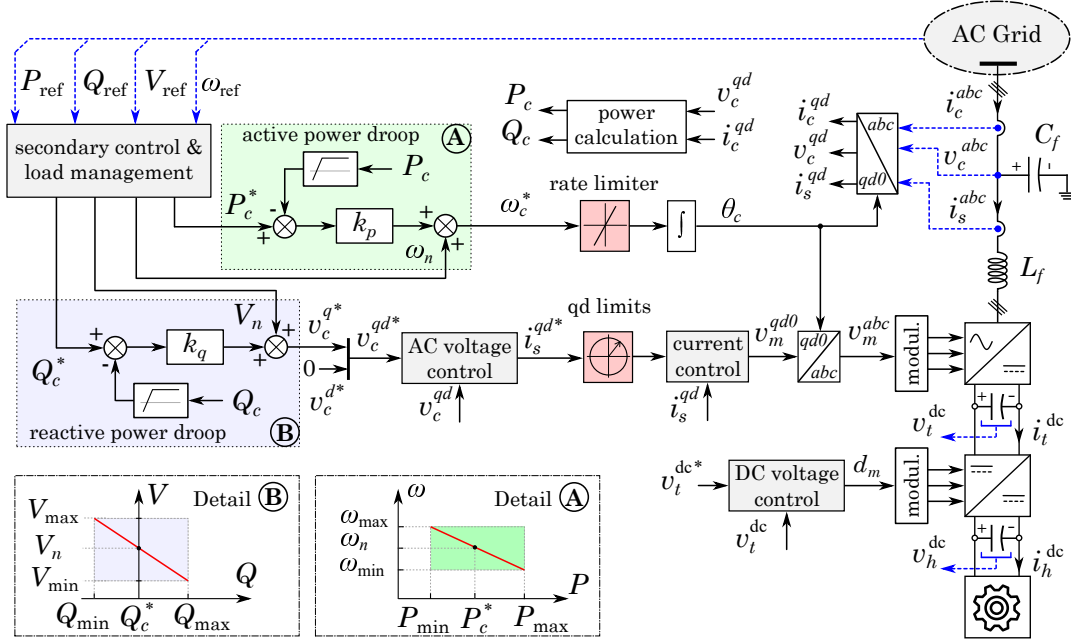 AC Grid
P_ref Q_ref V_ref ω_ref
secondary control &
load management
active power droop A
P_c
P_c^*
-
+
k_p
+
+
ω_n
ω_c^*
P_c
Q_c
power
calculation
v_c^{qd}
i_c^{qd}
rate limiter
∫
θ_c
i_c^{qd}
v_c^{qd}
i_s^{qd}
abc
qd0
i_c^{abc}
v_c^{abc}
i_s^{abc}
C_f
+ -
L_f
Q_c^*
+
-
k_q
V_n
+
+
Q_c
reactive power droop B
v_c^{q*}
0
v_c^{d*}
v_c^{qd*}
AC voltage
control
v_c^{qd}
i_s^{qd*}
qd limits
current
control
i_s^{qd}
v_m^{qd0}
qd0
abc
v_m^{abc}
modul.
+ -
v_t^{dc}
i_t^{dc}
v_t^{dc*}
DC voltage
control
v_t^{dc}
d_m
modul.
+ -
v_h^{dc}
i_h^{dc}
V
Detail B
V_max
V_n
V_min
Q
Q_min Q_c^* Q_max
ω
Detail A
ω_max
ω_n
ω_min
P
P_min P_c^* P_max